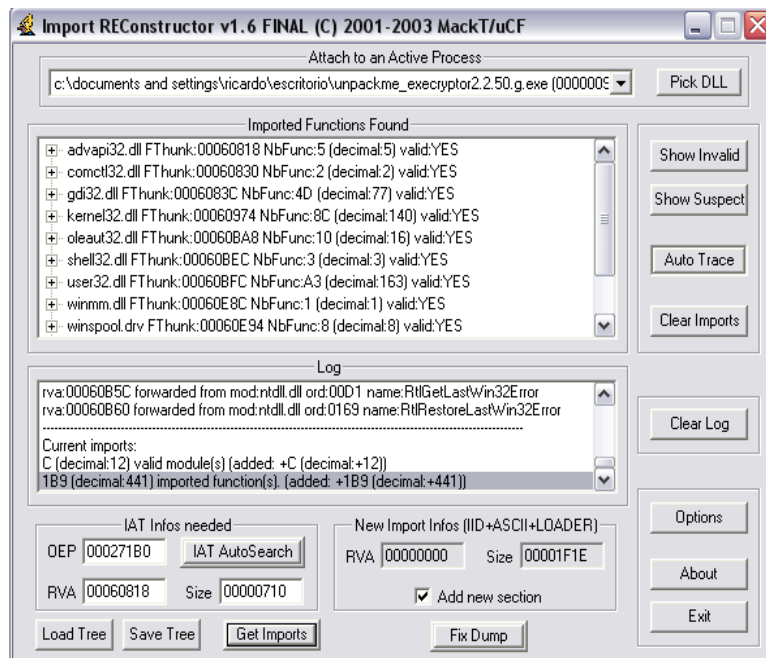 Import REConstructor v1.6 FINAL (C) 2001-2003 MackT/uCF
Attach to an Active Process
c:\documents and settings\ricardo\escritorio\unpackme_execryptor2.2.50.g.exe (0000009
Pick DLL
Imported Functions Found
advapi32.dll FThunk:00060818 NbFunc:5 (decimal:5) valid:YES
comctl32.dll FThunk:00060830 NbFunc:2 (decimal:2) valid:YES
gdi32.dll FThunk:0006083C NbFunc:4D (decimal:77) valid:YES
kernel32.dll FThunk:00060974 NbFunc:8C (decimal:140) valid:YES
oleaut32.dll FThunk:00060BA8 NbFunc:10 (decimal:16) valid:YES
shell32.dll FThunk:00060BEC NbFunc:3 (decimal:3) valid:YES
user32.dll FThunk:00060BFC NbFunc:A3 (decimal:163) valid:YES
winmm.dll FThunk:00060E8C NbFunc:1 (decimal:1) valid:YES
winspool.drv FThunk:00060E94 NbFunc:8 (decimal:8) valid:YES
Show Invalid
Show Suspect
Auto Trace
Clear Imports
Log
rva:00060B5C forwarded from mod:ntdll.dll ord:00D1 name:RtlGetLastWin32Error
rva:00060B60 forwarded from mod:ntdll.dll ord:0169 name:RtlRestoreLastWin32Error
Current imports:
C (decimal:12) valid module(s) (added: +C (decimal:+12))
1B9 (decimal:441) imported function(s). (added: +1B9 (decimal:+441))
Clear Log
IAT Infos needed
OEP 000271B0 IAT AutoSearch
RVA 00060818 Size 00000710
New Import Infos (IID+ASCII+LOADER)
RVA 00000000 Size 00001F1E
Add new section
Load Tree Save Tree Get Imports Fix Dump
Options
About
Exit